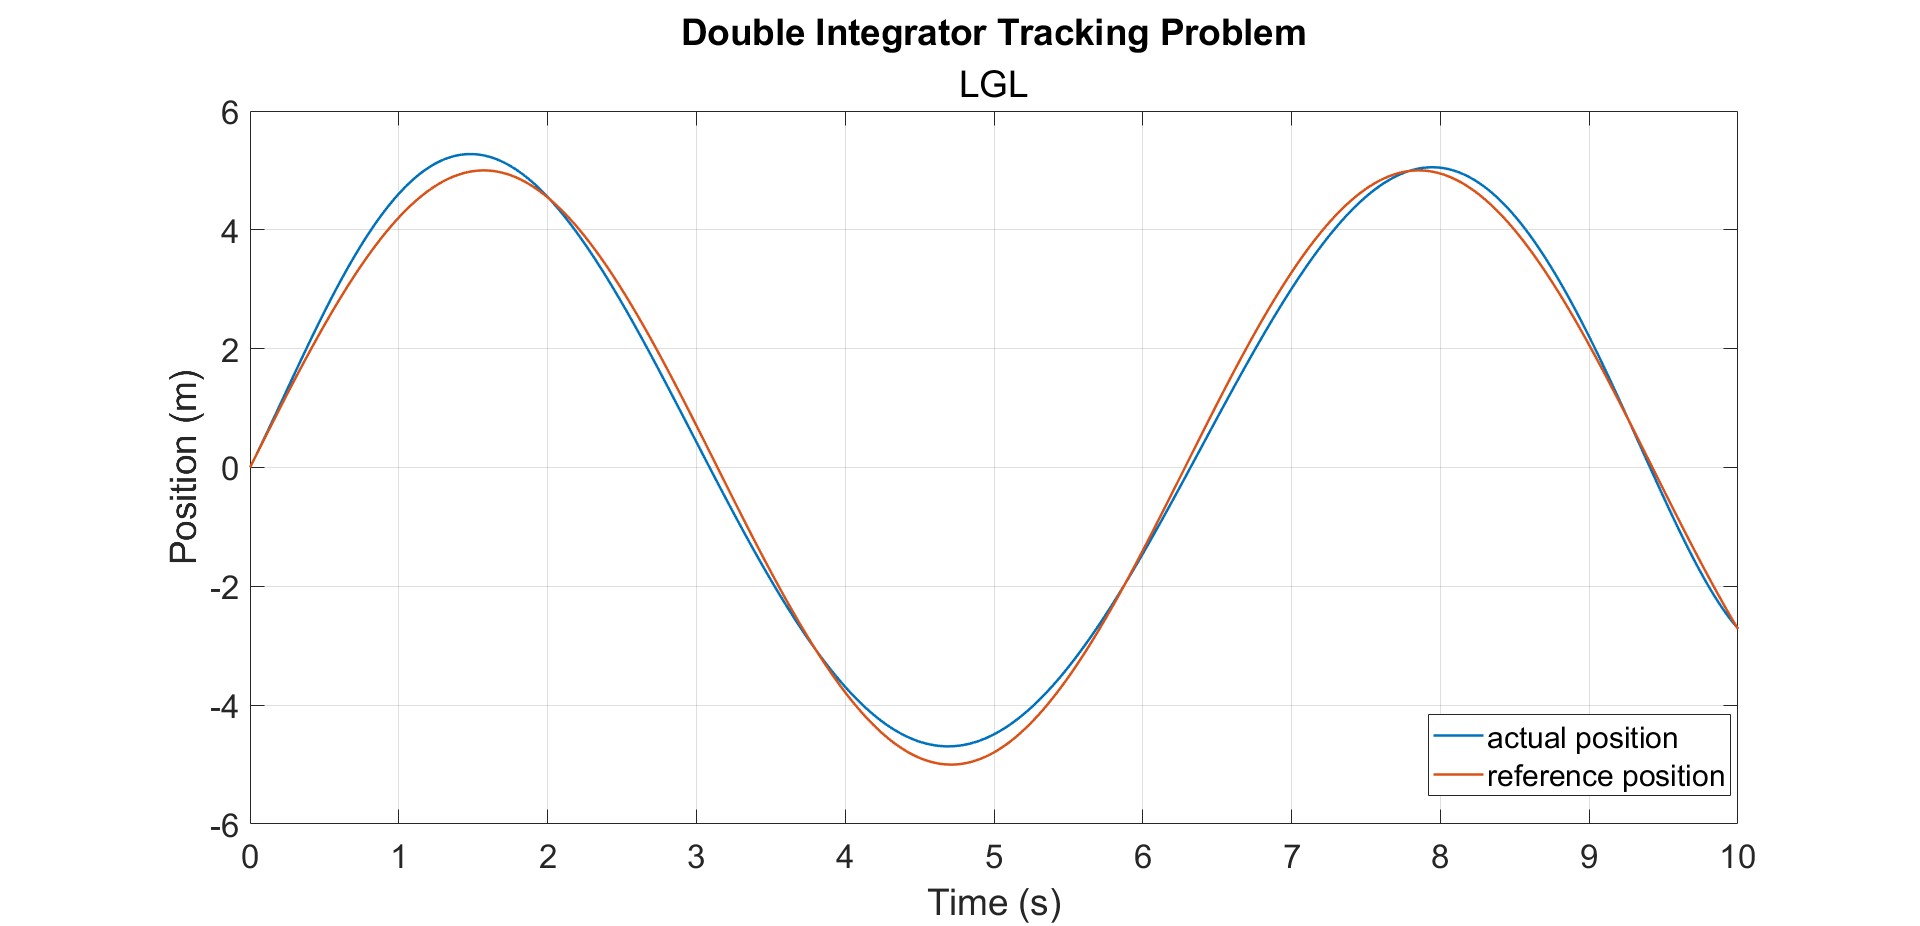 Double Integrator Tracking Problem
LGL
6
4
2
0
-2
-4
-6
Position (m)
0 1 2 3 4 5 6 7 8 9 10
Time (s)
actual position
reference position